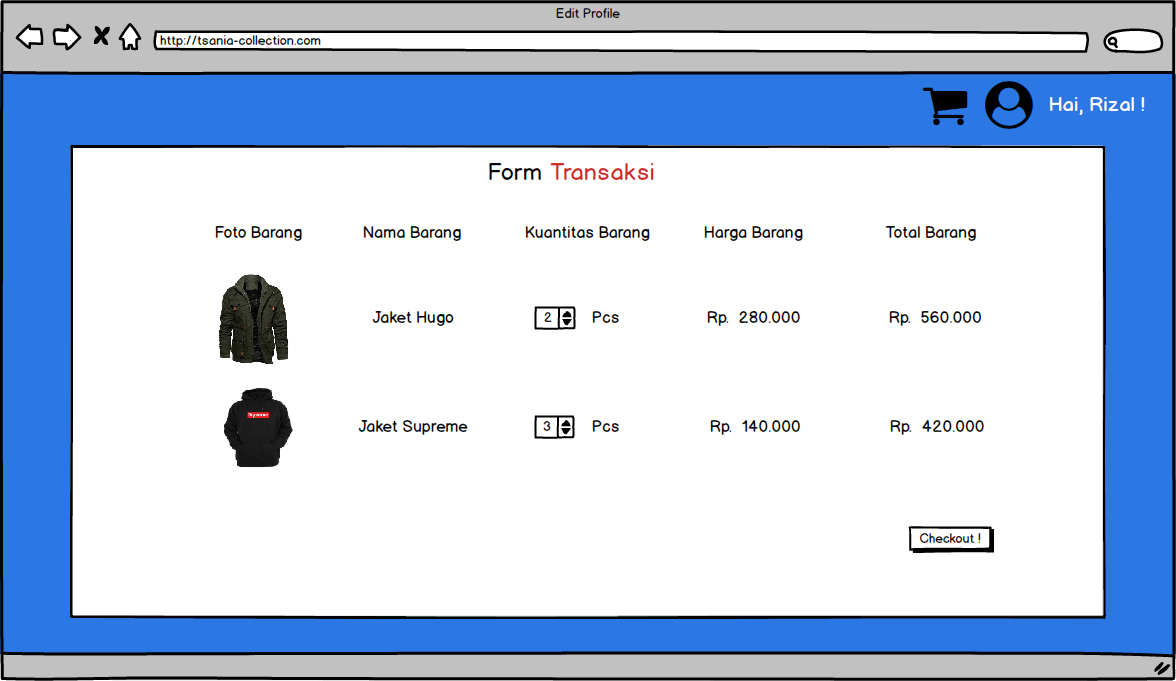 Edit Profile
http://tsania-collection.com
Hai, Rizal !
Form Transaksi
Foto Barang Nama Barang Kuantitas Barang Harga Barang Total Barang
Jaket Hugo 2 Pcs Rp. 280.000 Rp. 560.000
Supreme
Jaket Supreme 3 Pcs Rp. 140.000 Rp. 420.000
Checkout !